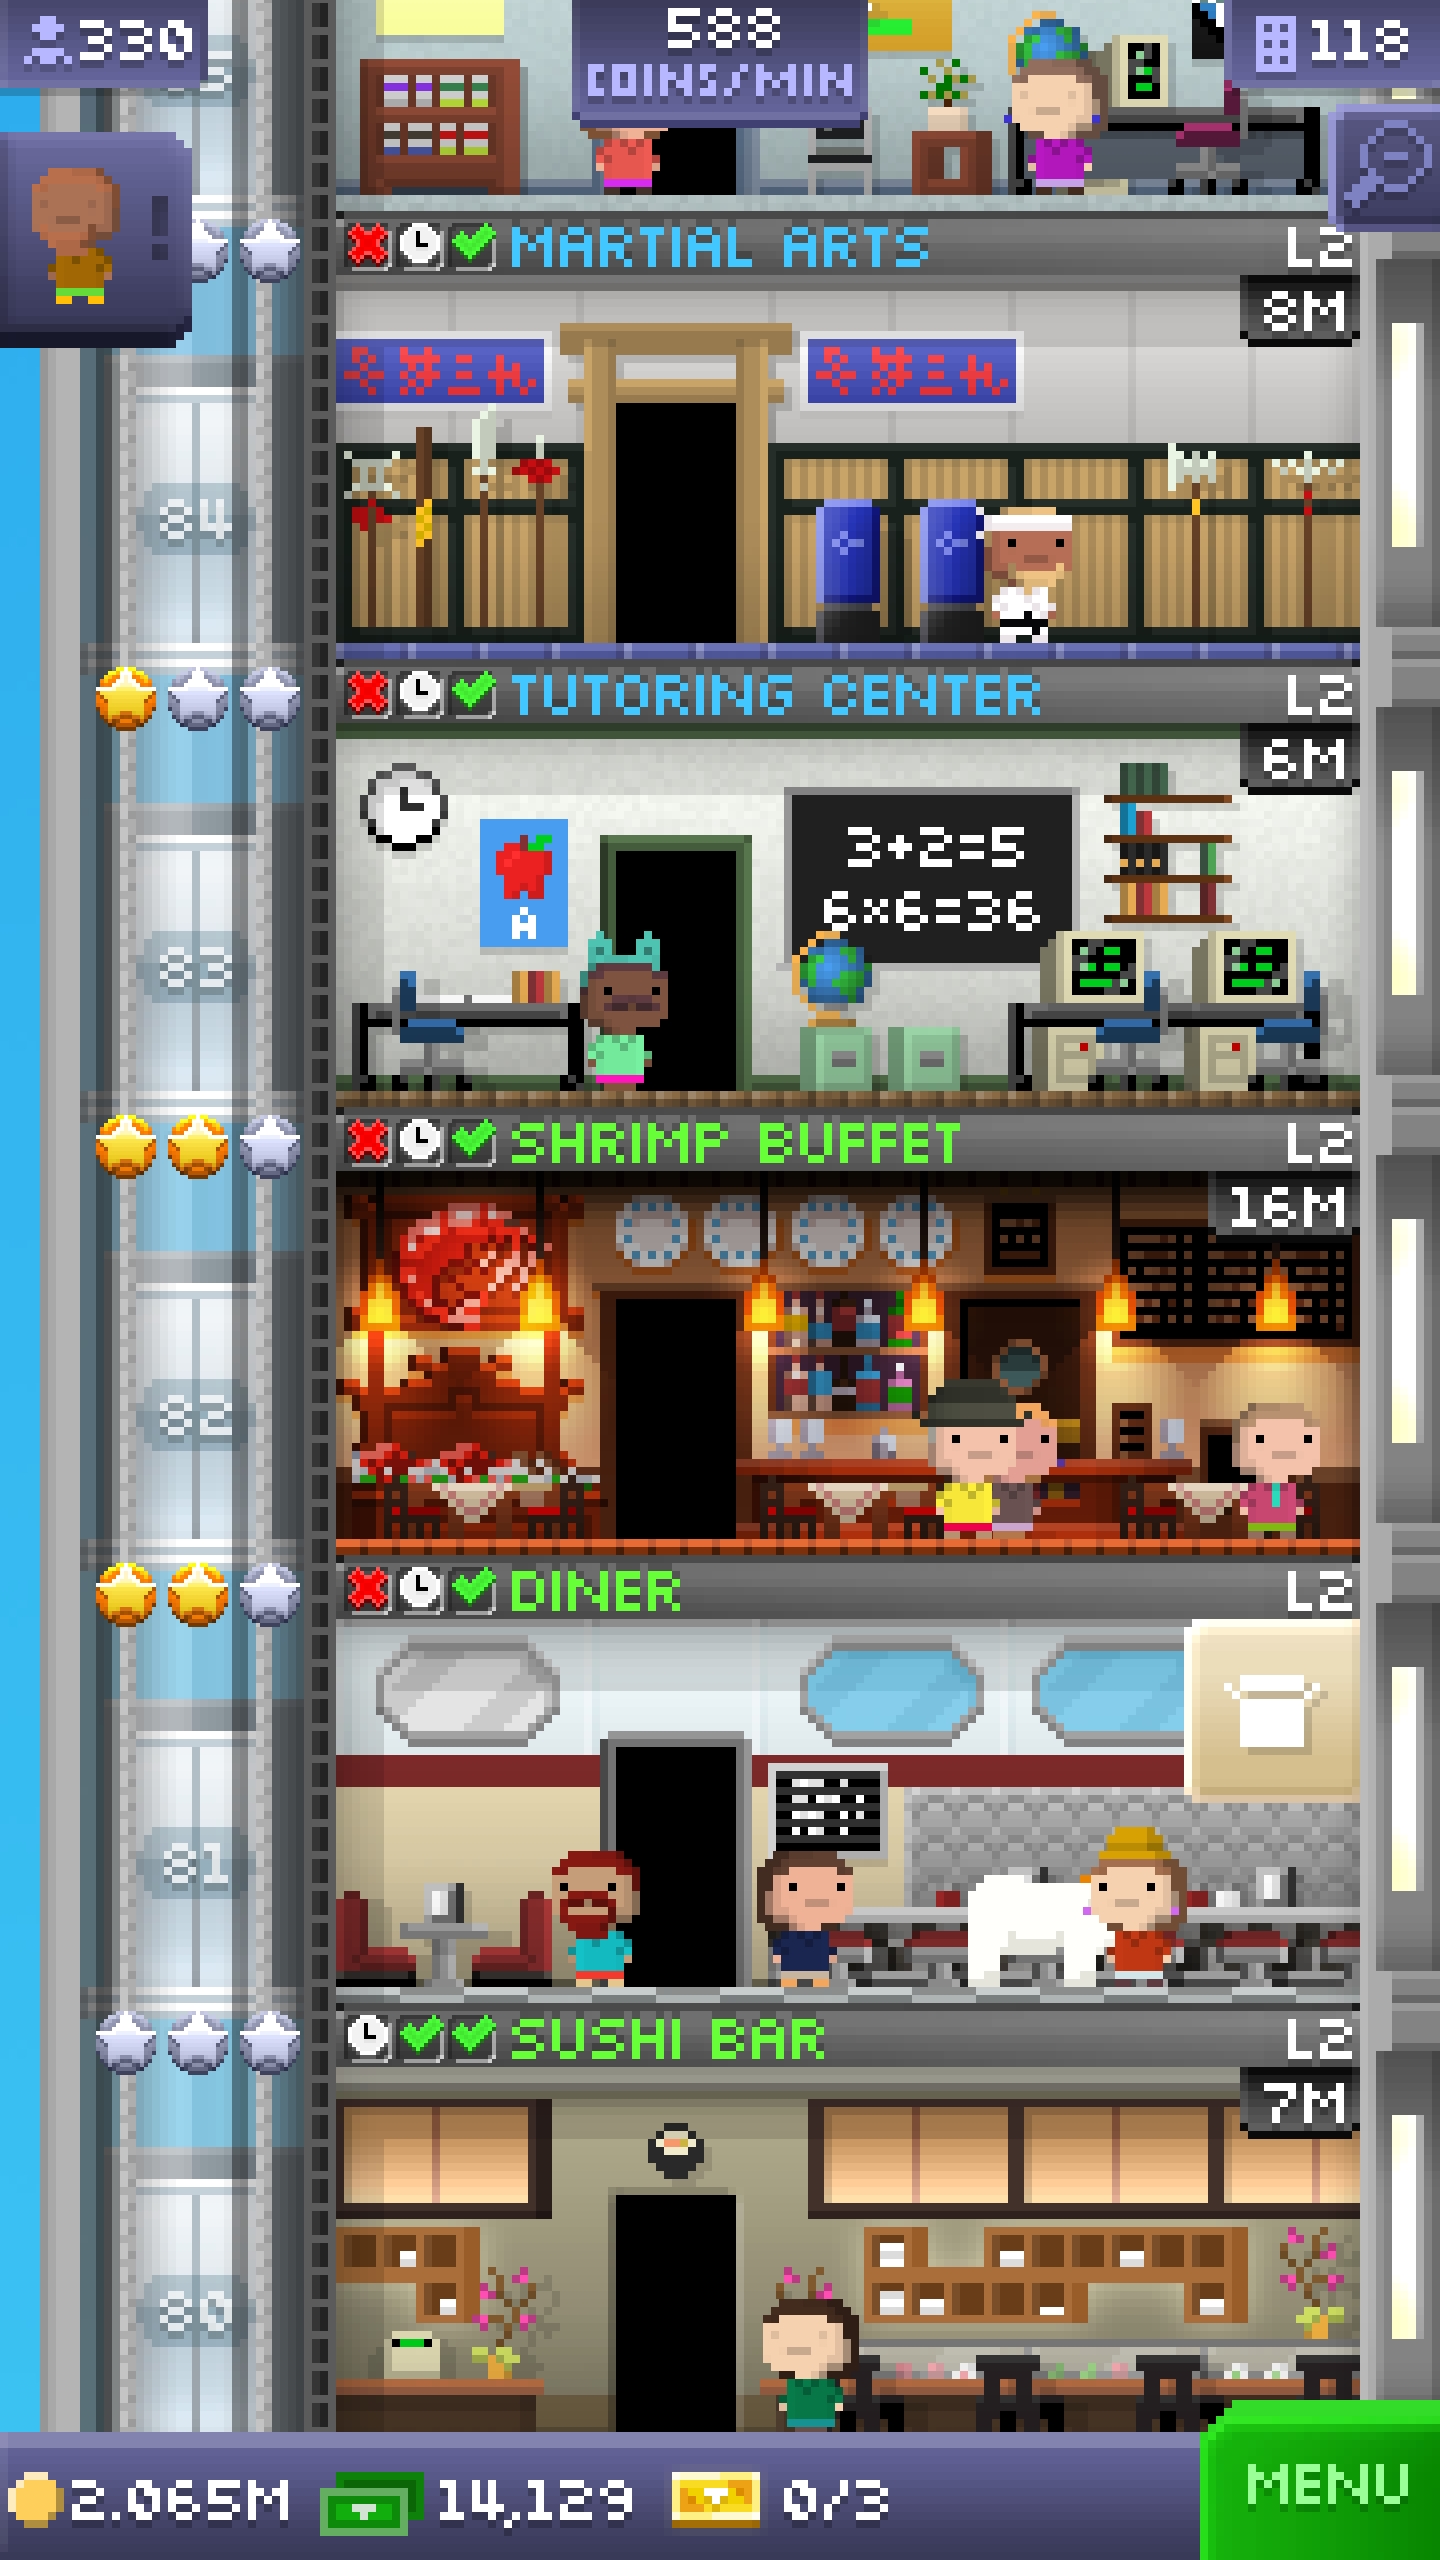 330
588
COINS/MIN
118
MARTIAL ARTS
L2
8M
84
TUTORING CENTER
L2
6M
3+2=5
6×6=36
A
83
SHRIMP BUFFET
L2
16M
82
DINER
L2
81
SUSHI BAR
L2
7M
80
2.065M
14,129
0/3
MENU